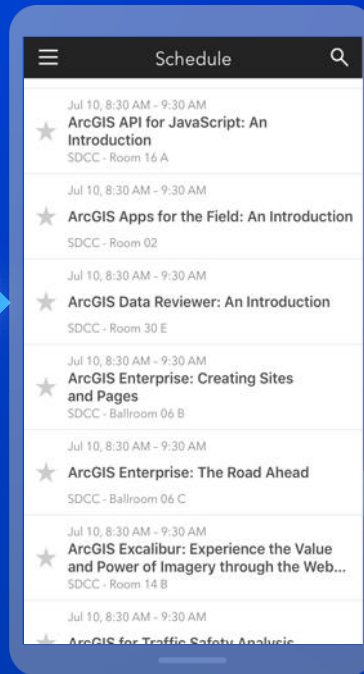 Schedule
Jul 10, 8:30 AM - 9:30 AM
ArcGIS API for JavaScript: An
Introduction
SDCC - Room 16 A
Jul 10, 8:30 AM - 9:30 AM
ArcGIS Apps for the Field: An Introduction
SDCC - Room 02
Jul 10, 8:30 AM - 9:30 AM
ArcGIS Data Reviewer: An Introduction
SDCC - Room 30 E
Jul 10, 8:30 AM - 9:30 AM
ArcGIS Enterprise: Creating Sites
and Pages
SDCC - Ballroom 06 B
Jul 10, 8:30 AM - 9:30 AM
ArcGIS Enterprise: The Road Ahead
SDCC - Ballroom 06 C
Jul 10, 8:30 AM - 9:30 AM
ArcGIS Excalibur: Experience the Value
and Power of Imagery through the Web...
SDCC - Room 14 B
Jul 10, 8:30 AM - 9:30 AM
ArcGIS for Traffic Safety Analysis